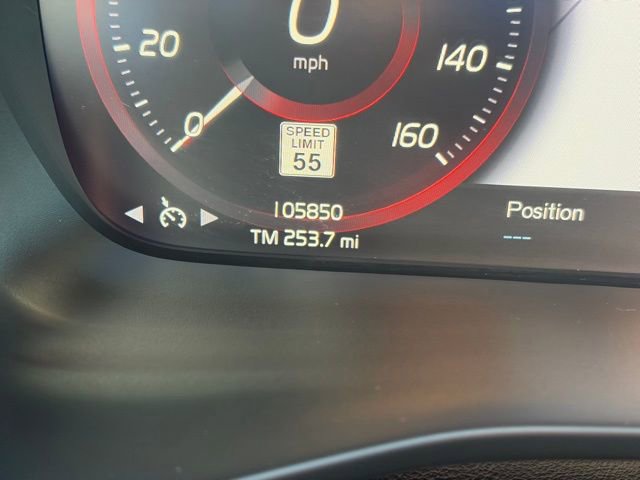 0
mph
20
140
0
160
SPEED
LIMIT
55
105850
TM 253.7 mi
Position
---